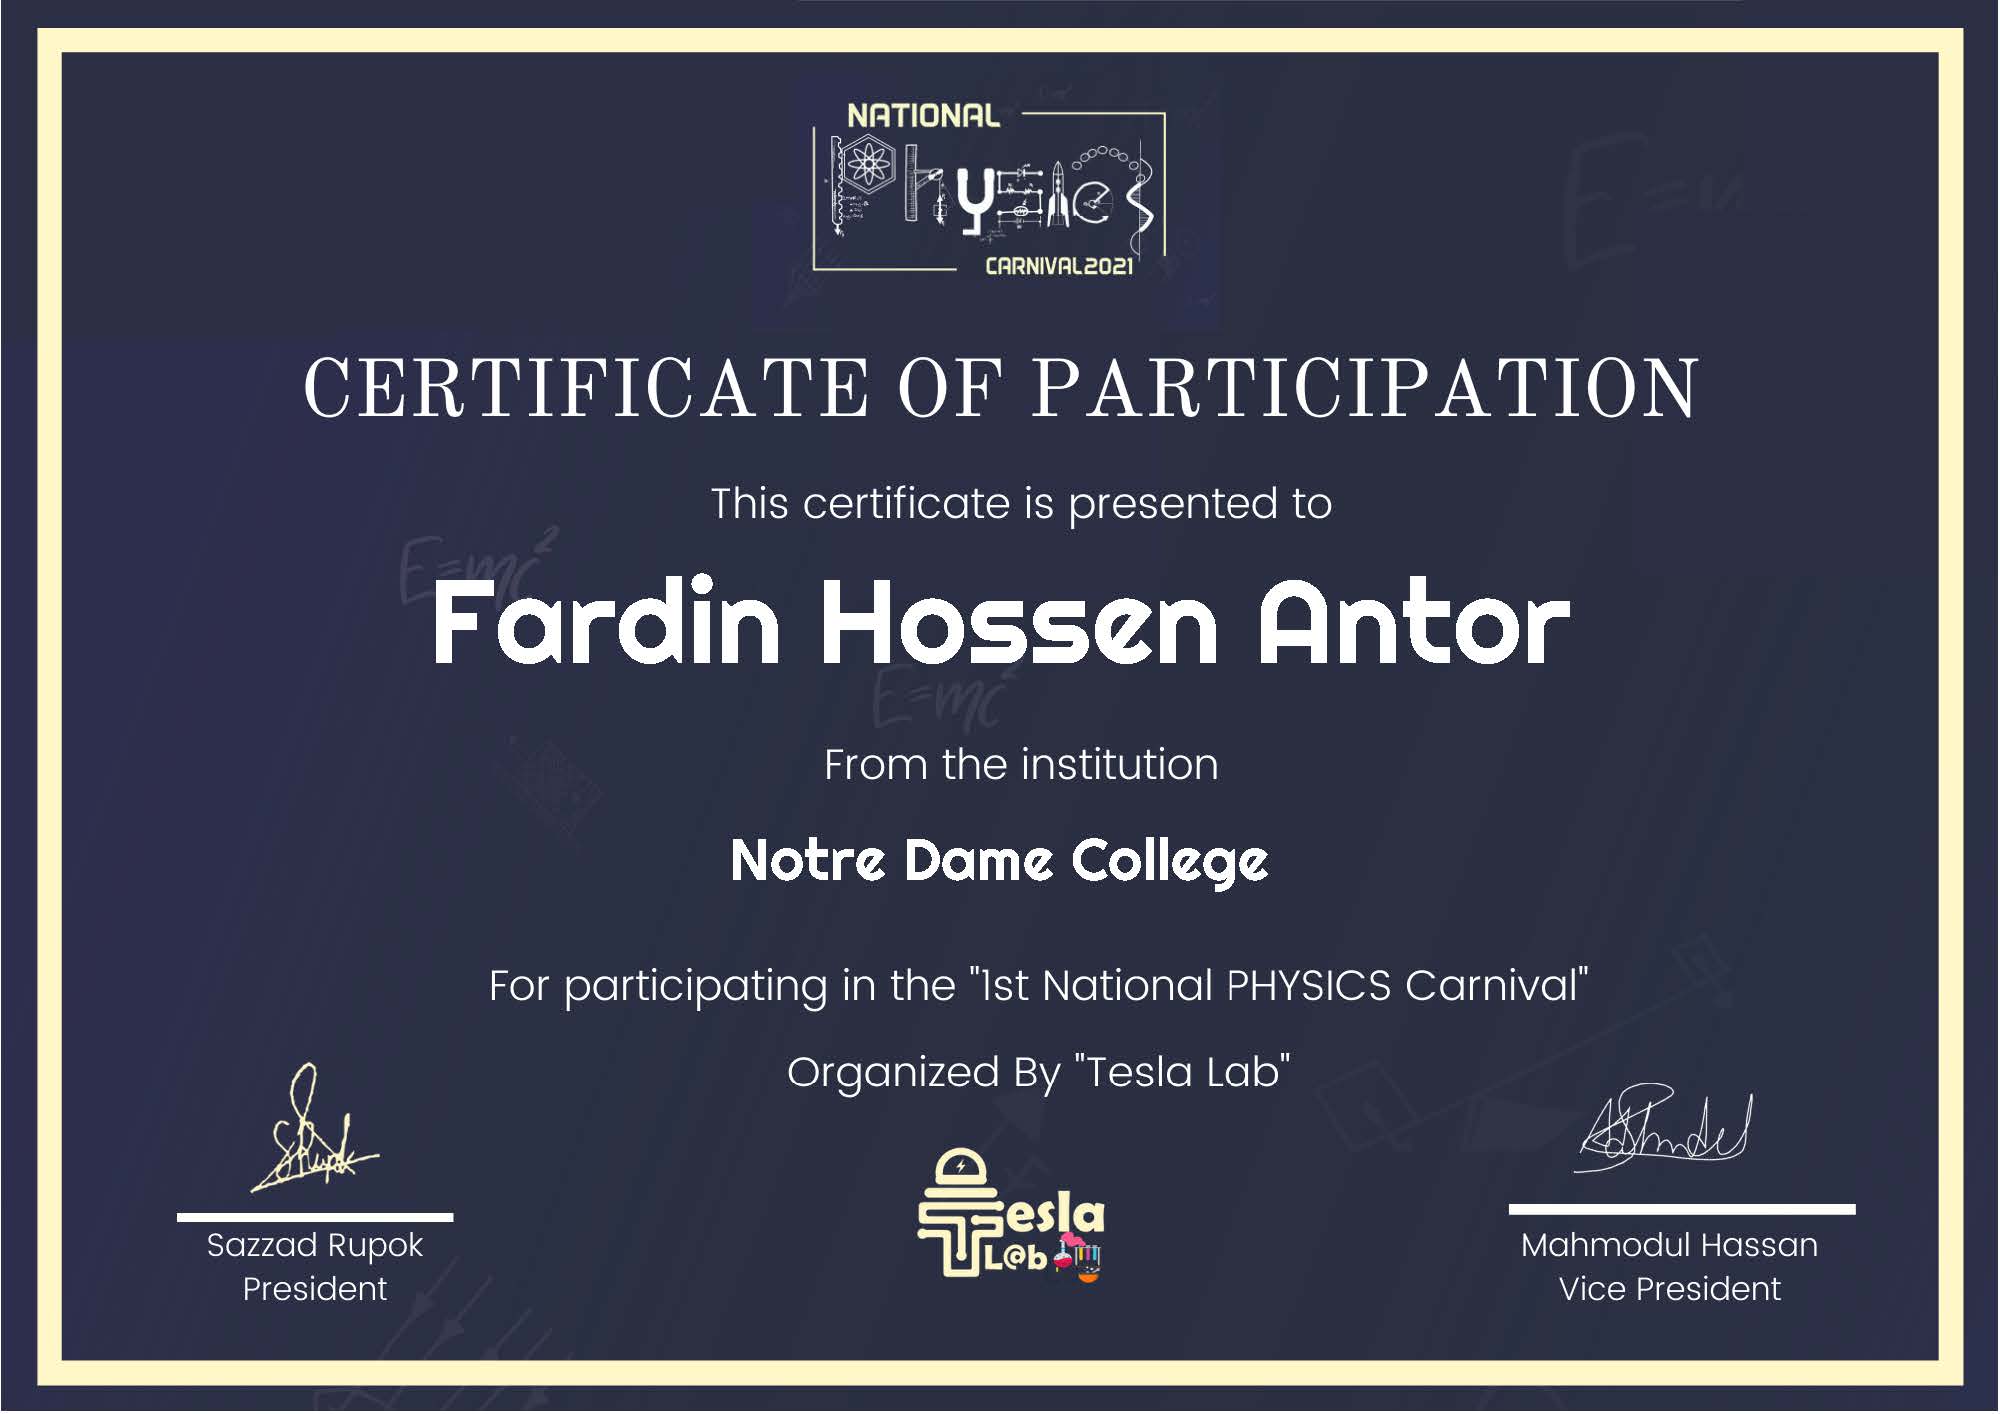 NATIONAL
Physics
CARNIVAL2021
CERTIFICATE OF PARTICIPATION
This certificate is presented to
E=mc²
Fardin Hossen Antor
E=mc²
From the institution
Notre Dame College
For participating in the "1st National PHYSICS Carnival"
Organized By "Tesla Lab"
Tesla
L@b
Sazzad Rupok
President
Mahmodul Hassan
Vice President